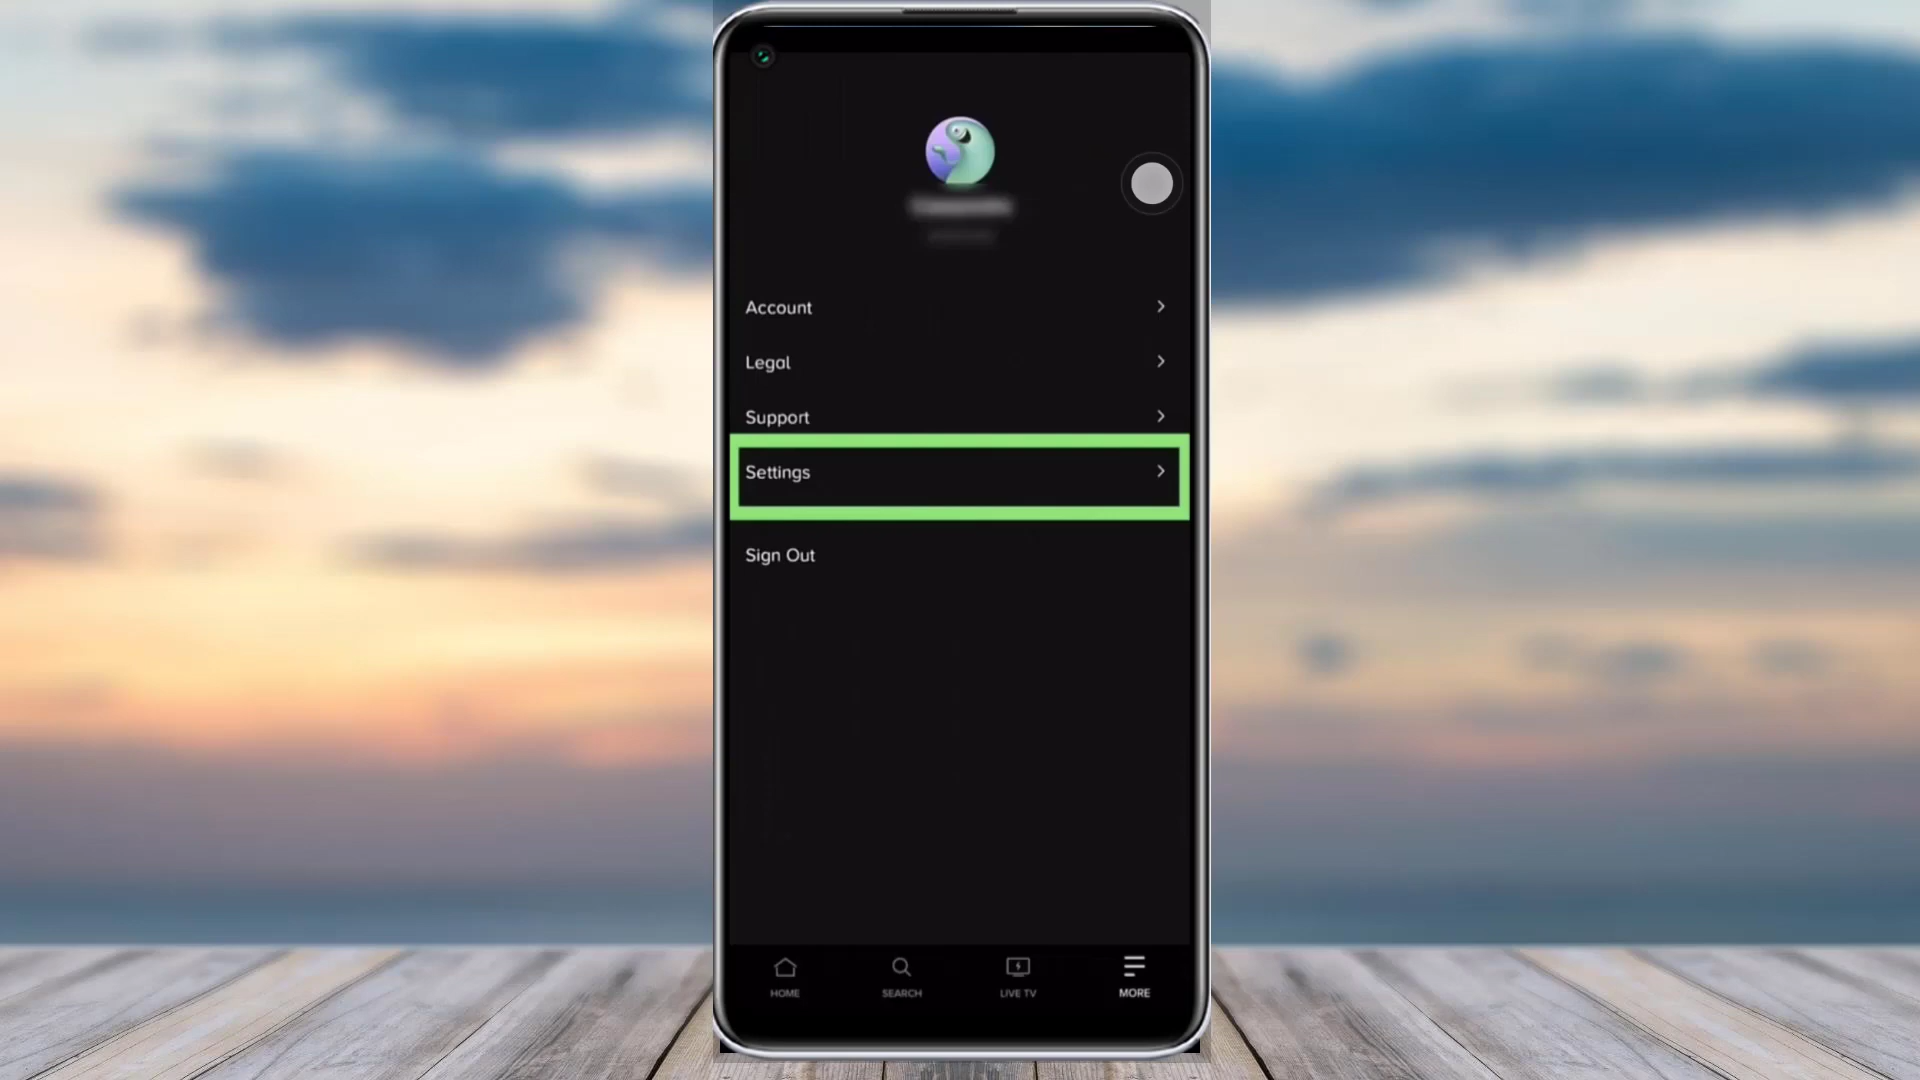 Account
Legal
Support
Settings
Sign Out
HOME
SEARCH
LIVE TV
MORE